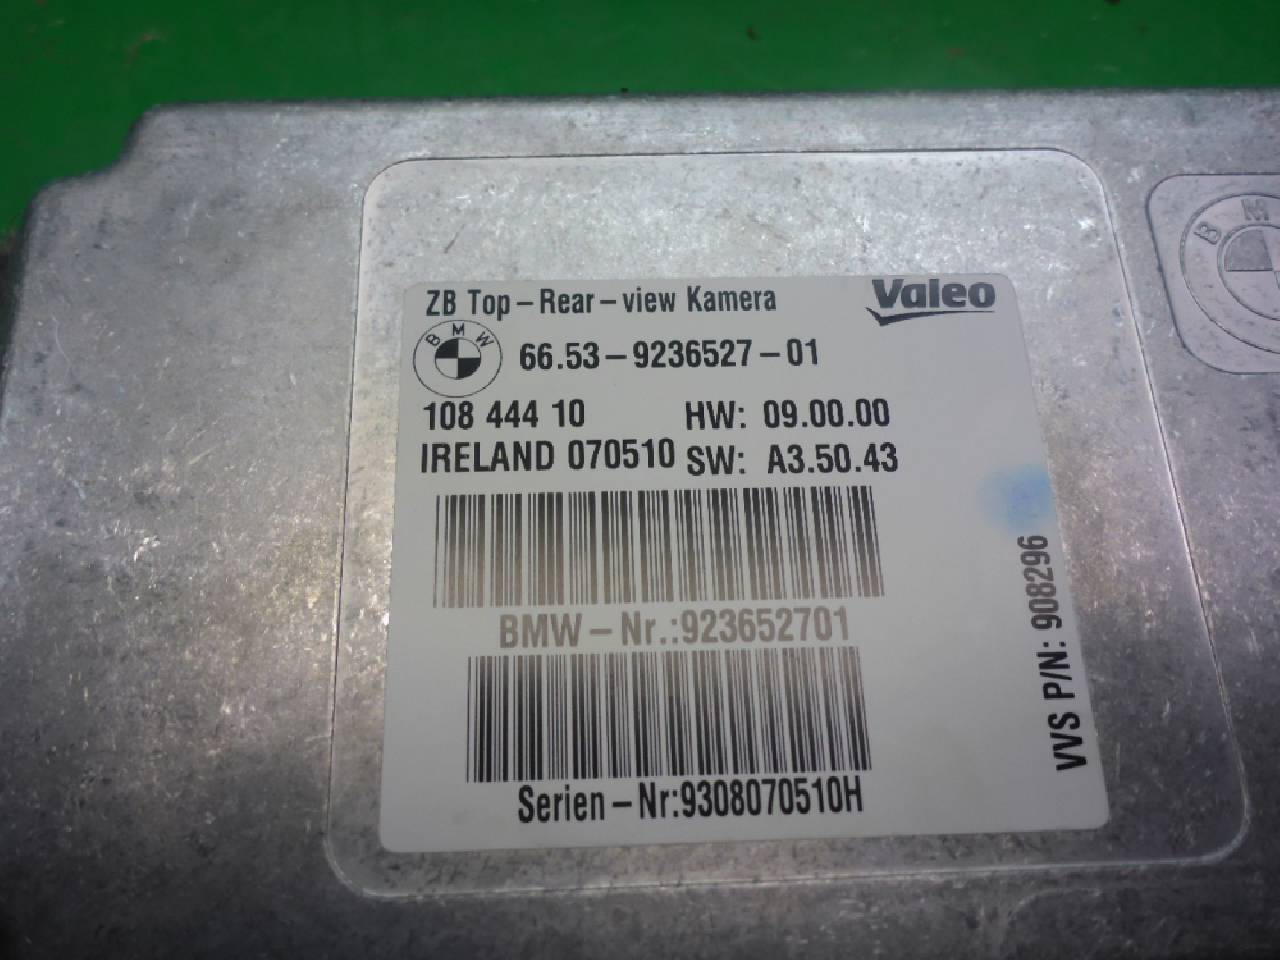 ZB Top-Rear-view Kamera
Valeo
BMW
66.53-9236527-01
108 444 10 HW: 09.00.00
IRELAND 070510 SW: A3.50.43
BMW-Nr.:923652701
Serien-Nr:9308070510H
VVS P/N: 908296
B M